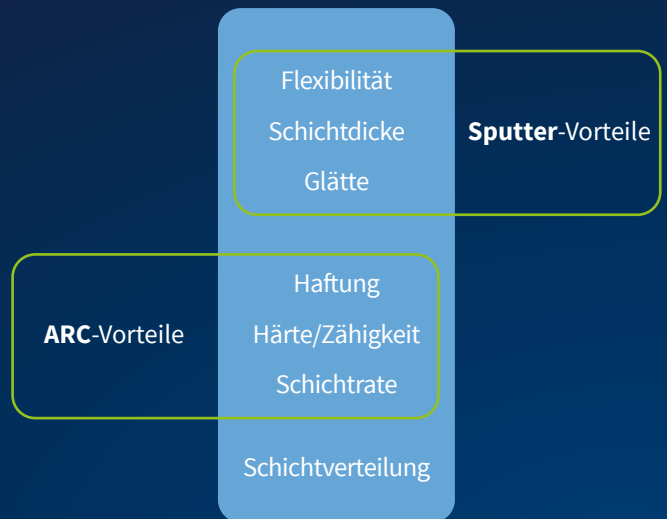 Flexibilität
Schichtdicke
Sputter-Vorteile
Glätte
Haftung
ARC-Vorteile
Härte/Zähigkeit
Schichtrate
Schichtverteilung